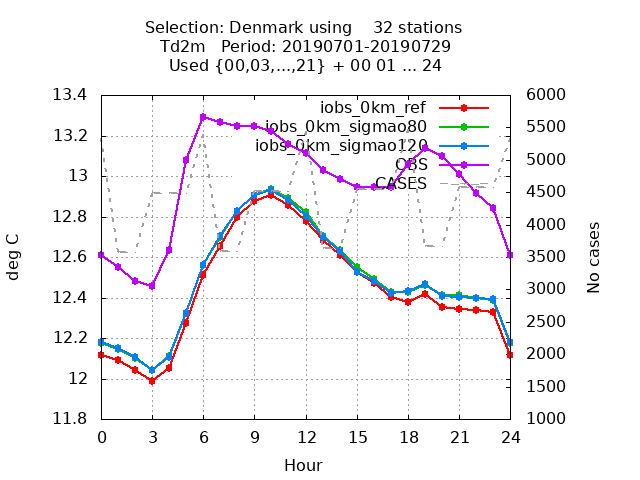 Selection: Denmark using    32 stations
Td2m   Period: 20190701-20190729
Used {00,03,...,21} + 00 01 ... 24
13.4
13.2
13
12.8
12.6
12.4
12.2
12
11.8
deg C
iobs_0km_ref
iobs_0km_sigmao80
iobs_0km_sigmao120
OBS
CASES
6000
5500
5000
4500
4000
3500
3000
2500
2000
1500
1000
No cases
0 3 6 9 12 15 18 21 24
Hour